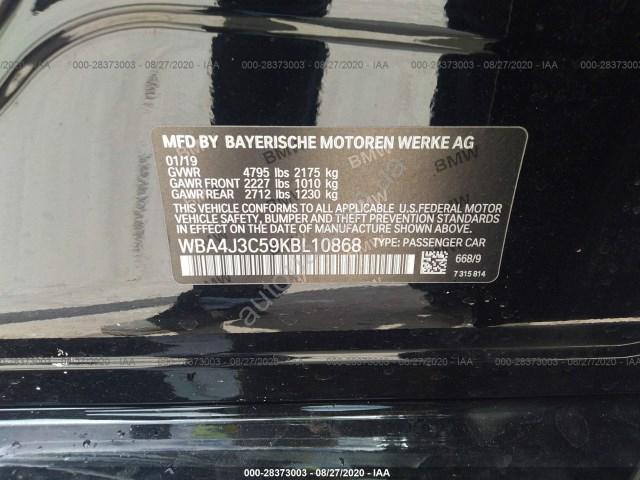 000-28373003 - 08/27/2020 - IAA
000-28373003 - 08/27/2020 - IAA
000-28373003 - 08/27/2020 - IAA
MFD BY BAYERISCHE MOTOREN WERKE AG
01/19
GVWR 4795 lbs 2175 kg
GAWR FRONT 2227 lbs 1010 kg
GAWR REAR 2712 lbs 1230 kg
THIS VEHICLE CONFORMS TO ALL APPLICABLE U.S.FEDERAL MOTOR
VEHICLE SAFETY, BUMPER AND THEFT PREVENTION STANDARDS IN
EFFECT ON THE DATE OF MANUFACTURE SHOWN ABOVE.
WBA4J3C59KBL10868 TYPE: PASSENGER CAR
668/9
7 315 814
000-28373003 - 08/27/2020 - IAA
000-28373003 - 08/27/2020 - IAA
000-28373003 - 08/27/2020 - IAA
000-28373003 - 08/27/2020 - IAA